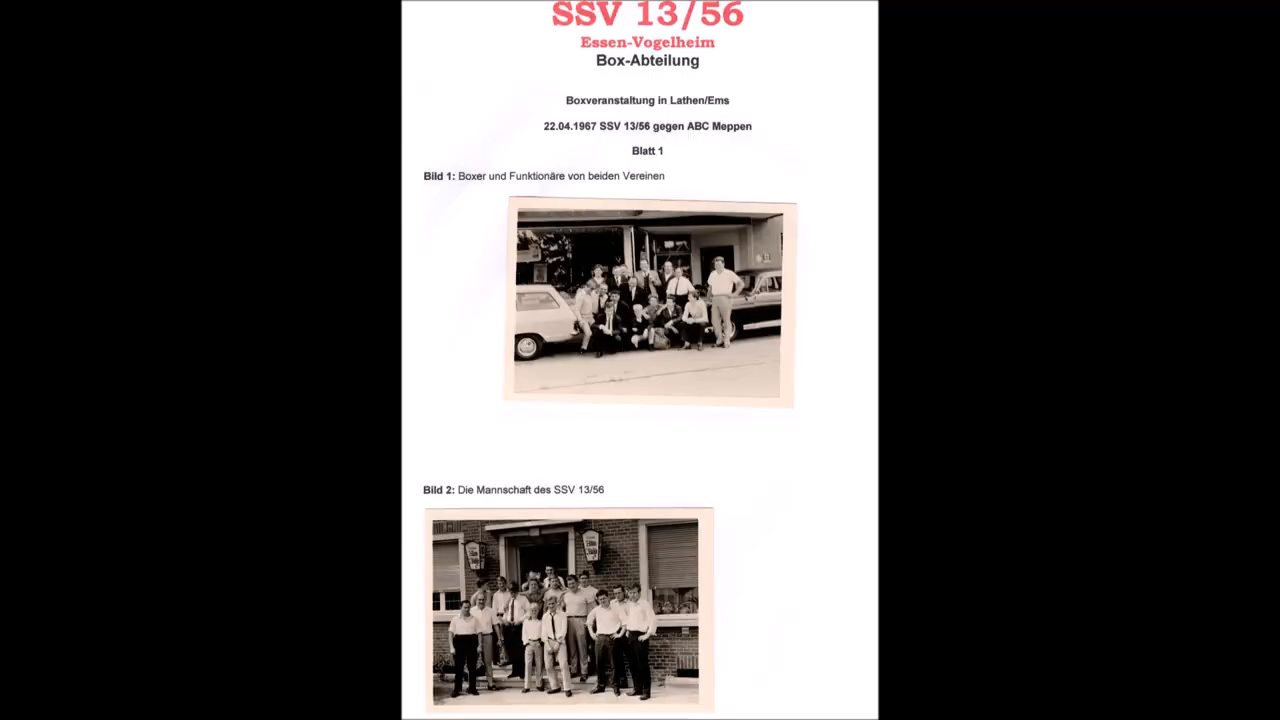 SSV 13/56
Essen-Vogelheim
Box-Abteilung
Boxveranstaltung in Lathen/Ems
22.04.1967 SSV 13/56 gegen ABC Meppen
Blatt 1
Bild 1: Boxer und Funktionäre von beiden Vereinen
Bild 2: Die Mannschaft des SSV 13/56